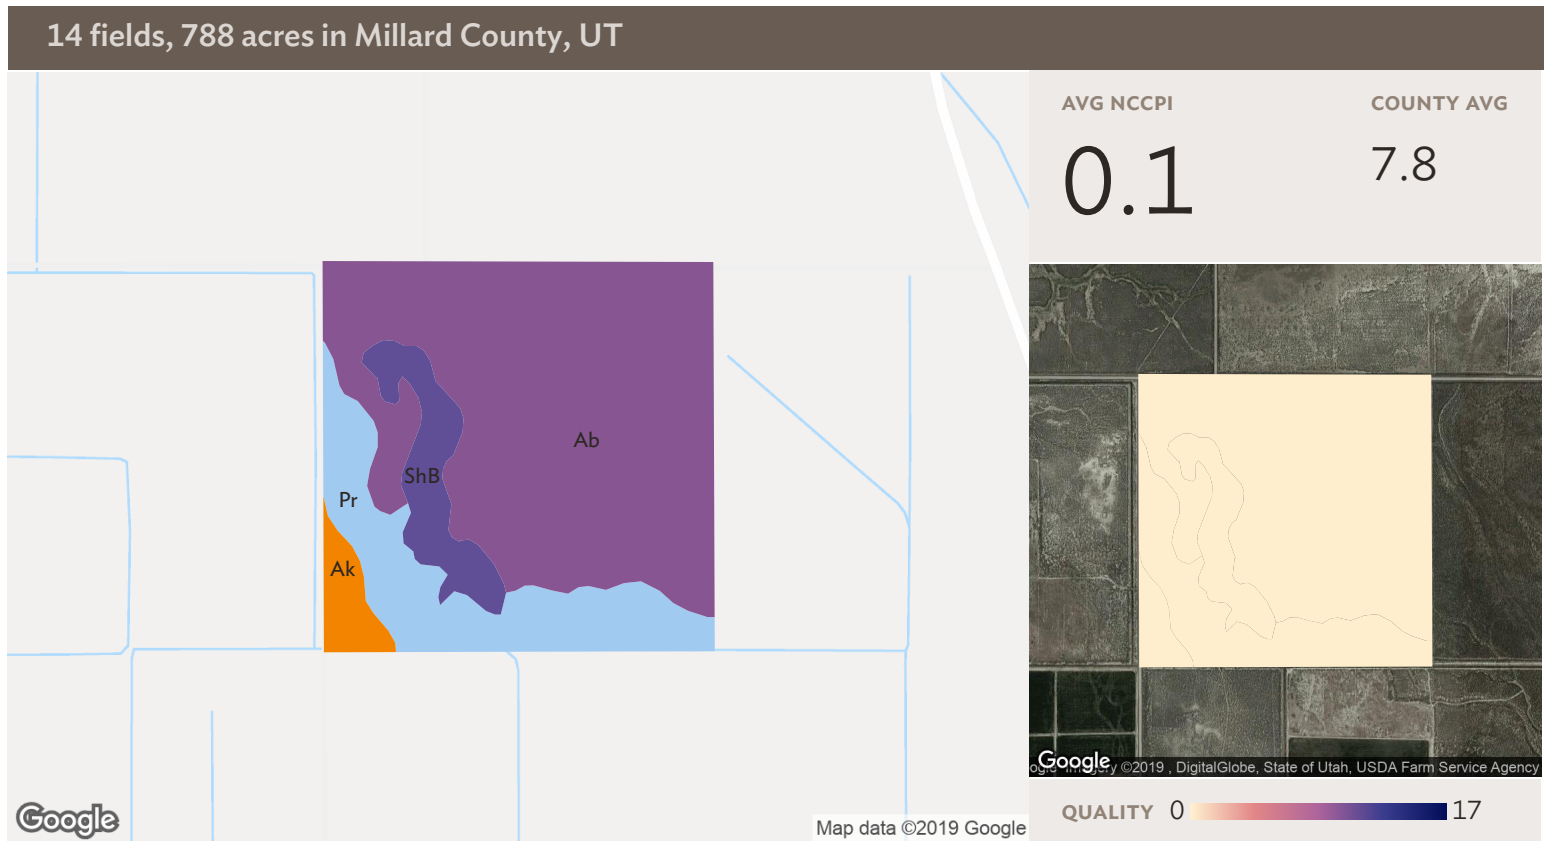 14 fields, 788 acres in Millard County, UT
AVG NCCPI
COUNTY AVG
0.1
7.8
Ab
ShB
Pr
Ak
Google
Map data ©2019 Google
Google
©2019 , DigitalGlobe, State of Utah, USDA Farm Service Agency
QUALITY 0 17